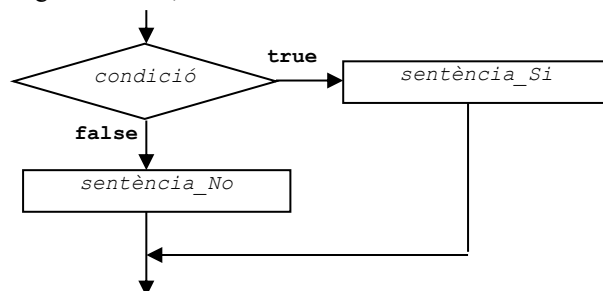 true
condició
sentència_Si
false
sentència_No